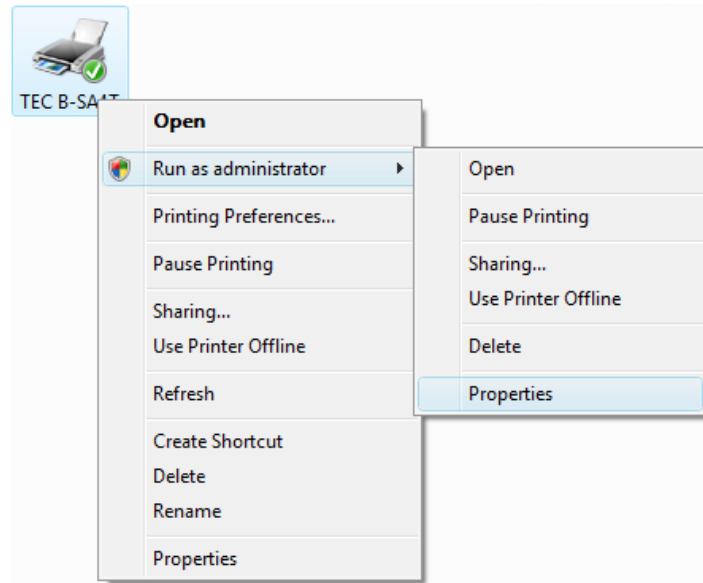 TEC B-SA4T
Open
Run as administrator
Printing Preferences...
Pause Printing
Sharing...
Use Printer Offline
Refresh
Create Shortcut
Delete
Rename
Properties
Open
Pause Printing
Sharing...
Use Printer Offline
Delete
Properties